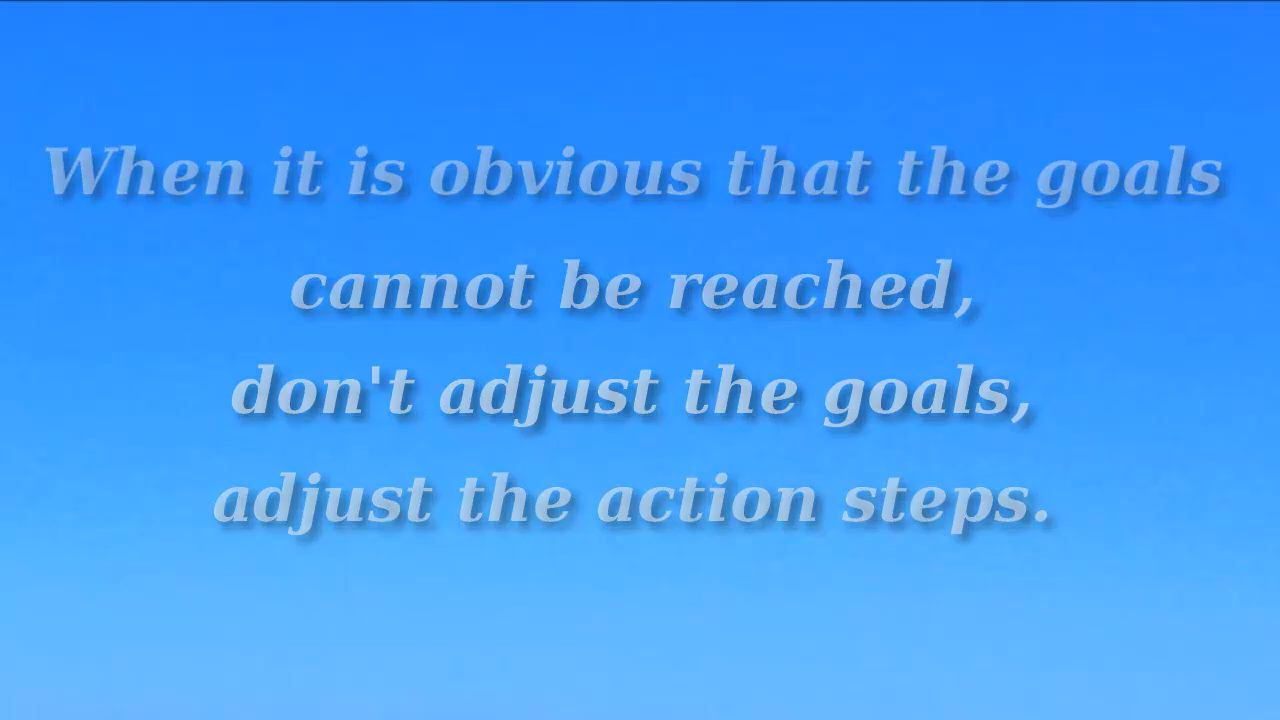 When it is obvious that the goals
cannot be reached,
don't adjust the goals,
adjust the action steps.